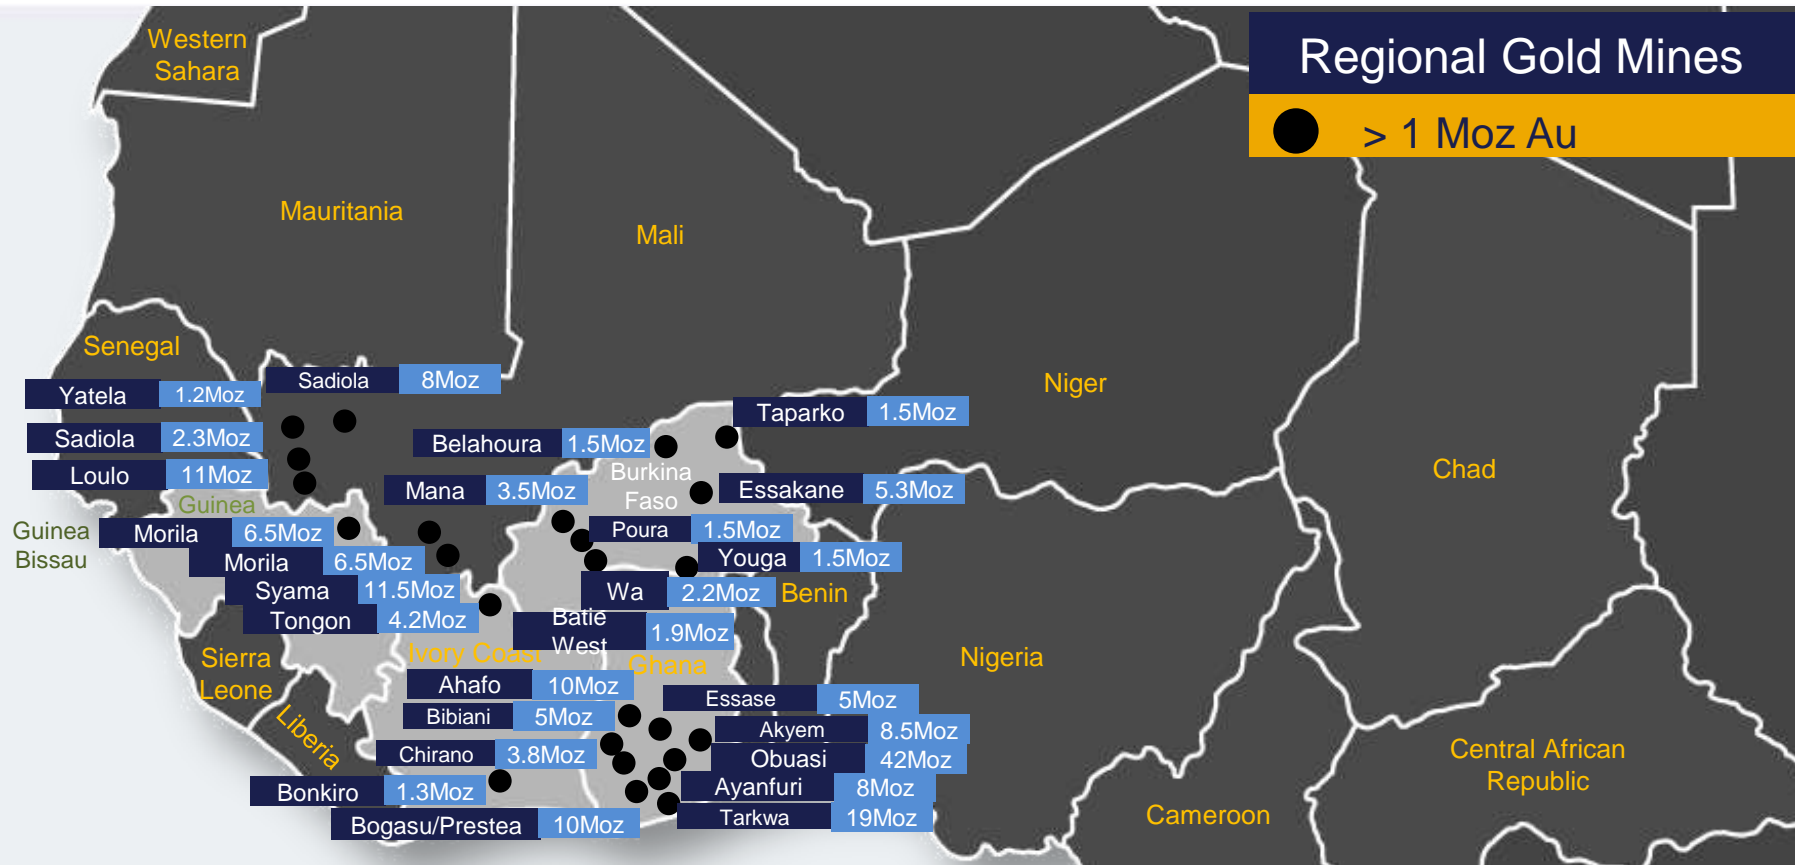 Western
Sahara
Regional Gold Mines
> 1 Moz Au
Mauritania
Mali
Senegal
Niger
Chad
Yatela 1.2Moz
Sadiola 8Moz
Sadiola 2.3Moz
Loulo 11Moz
Belahoura 1.5Moz
Taparko 1.5Moz
Burkina
Faso
Mana 3.5Moz
Essakane 5.3Moz
Guinea
Guinea
Bissau
Morila 6.5Moz
Poura 1.5Moz
Morila 6.5Moz
Youga 1.5Moz
Syama 11.5Moz
Wa 2.2Moz
Benin
Tongon 4.2Moz
Batie
West 1.9Moz
Ivory Coast
Ghana
Nigeria
Sierra
Leone
Liberia
Ahafo 10Moz
Essase 5Moz
Bibiani 5Moz
Akyem 8.5Moz
Chirano 3.8Moz
Obuasi 42Moz
Bonkiro 1.3Moz
Ayanfuri 8Moz
Bogasu/Prestea 10Moz
Tarkwa 19Moz
Cameroon
Central African
Republic